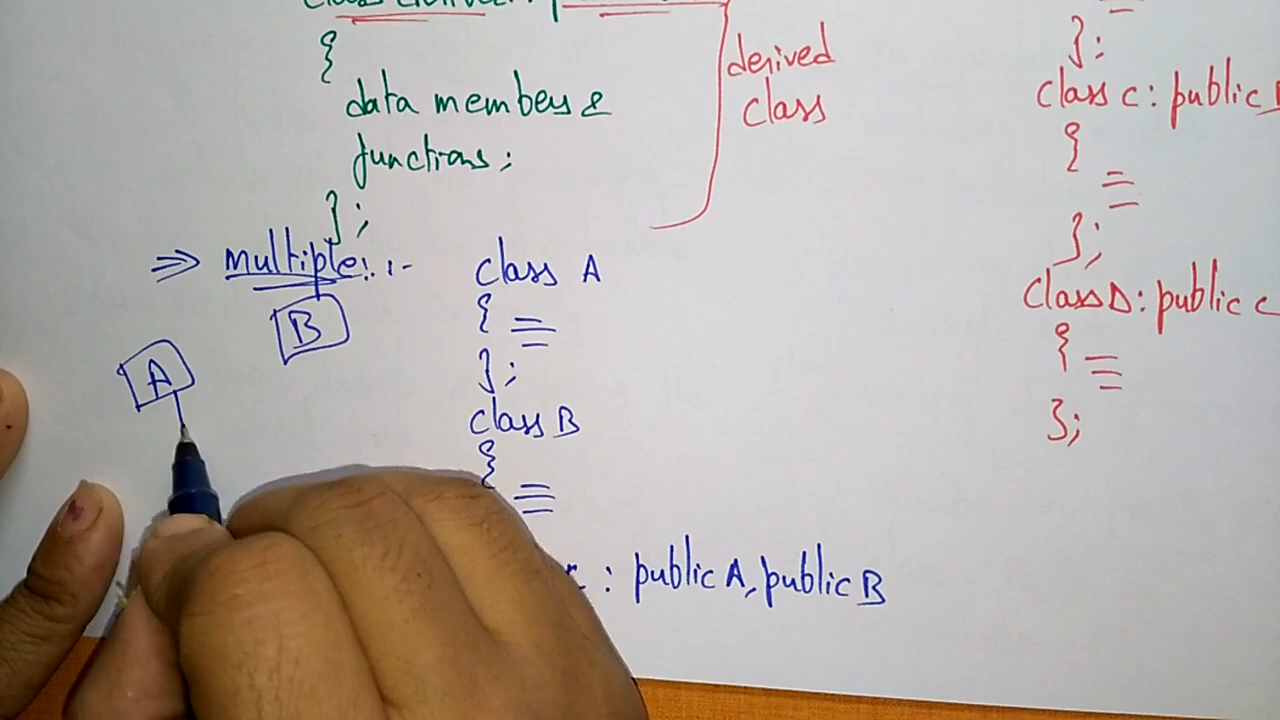 {
data members &
functions;
};
derived
class
⇒ multiple:.:-
B
A
class A
{ =
};
class B
{
=
: public A, public B
};
class C: public
{
=
};
class D: public C
{ =
};